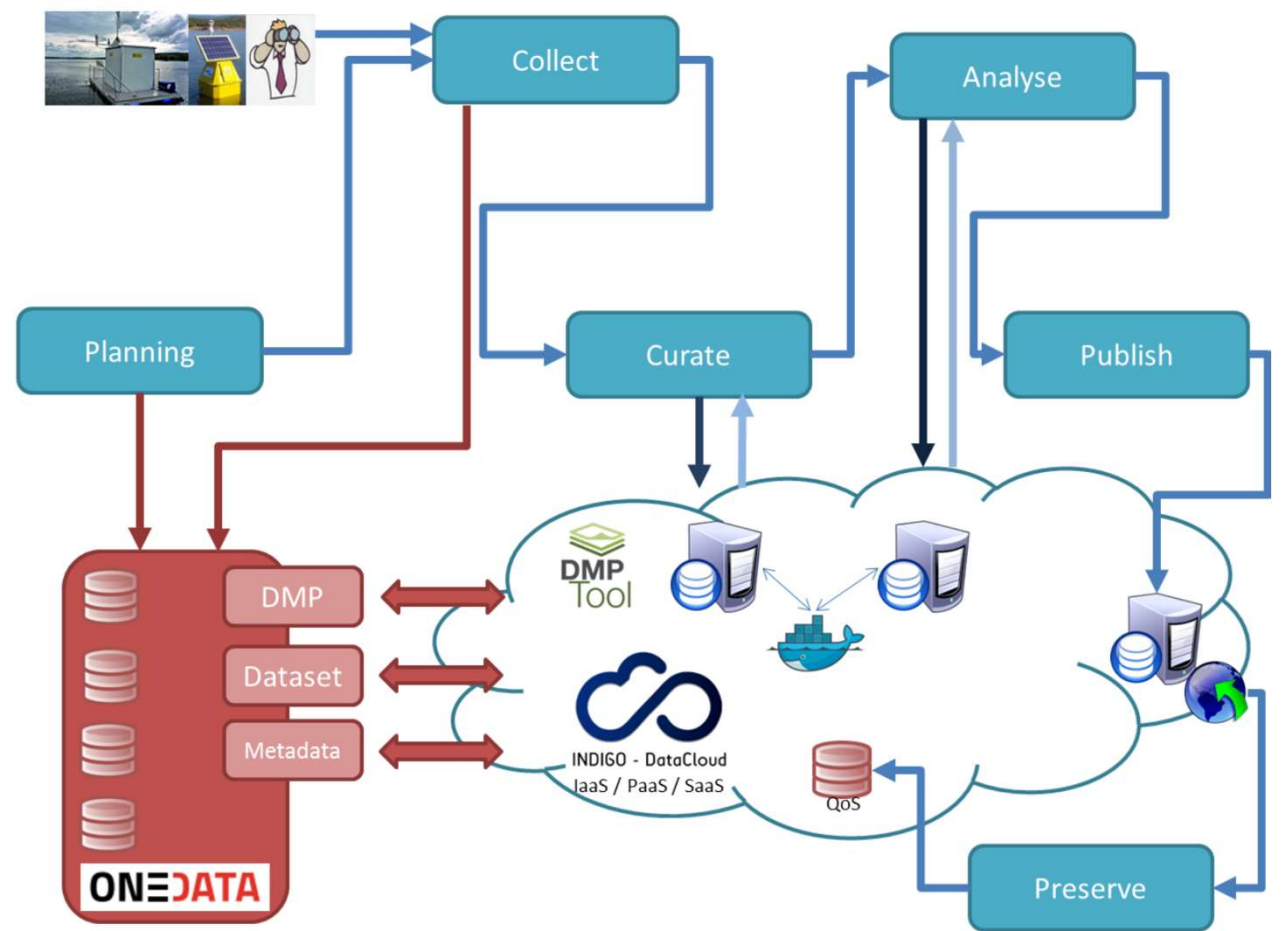 Collect
Analyse
Planning
Curate
Publish
DMP
Tool
DMP
Dataset
Metadata
INDIGO - DataCloud
IaaS / PaaS / SaaS
QoS
ONEDATA
Preserve